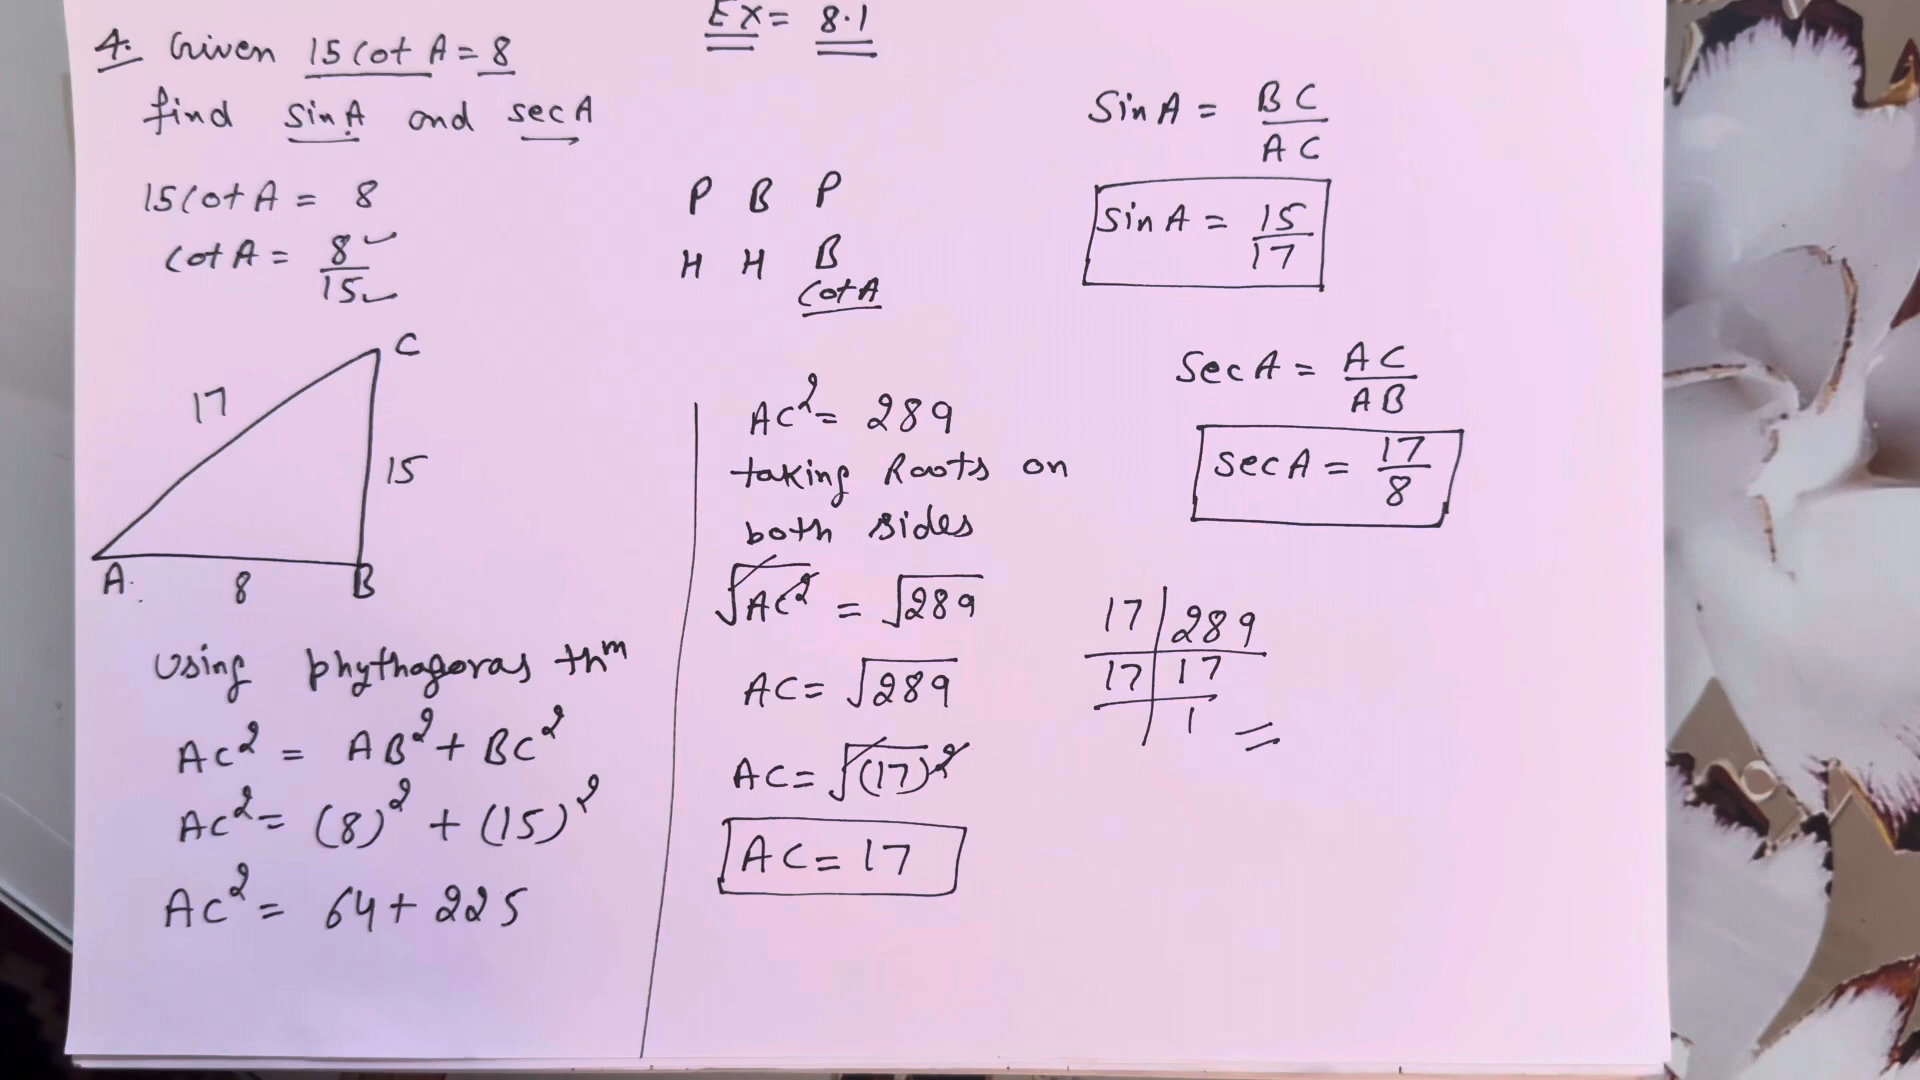 Ex = 8.1
4. Given 15 cot A = 8
find sin A and sec A
15 cot A = 8
cot A = 8/15
C
17
15
A
8
B
Using phythagoras thm
AC² = AB² + BC²
AC² = (8)² + (15)²
AC² = 64 + 225
P B P
H H B
cot A
AC² = 289
taking Roots on
both sides
√AC² = √289
AC = √289
AC = √(17)²
AC = 17
Sin A = BC/AC
Sin A = 15/17
Sec A = AC/AB
Sec A = 17/8
17 | 289
17 | 17
1